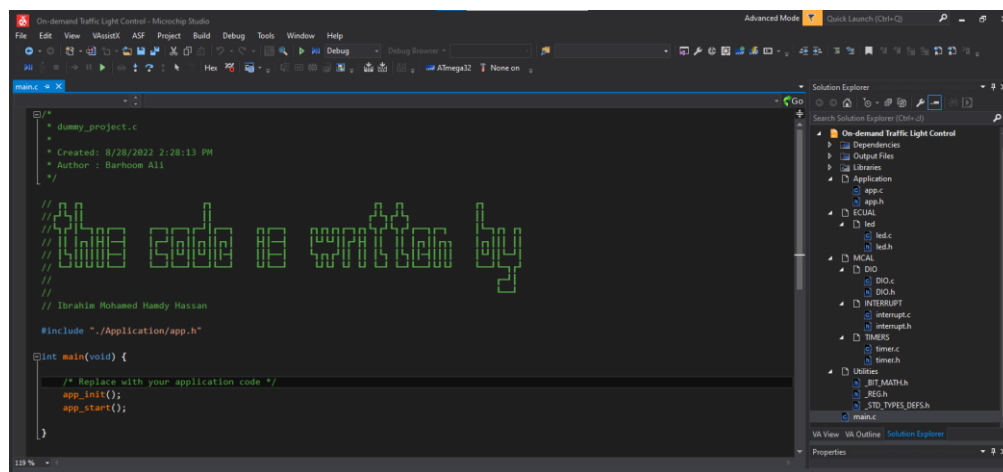 On-demand Traffic Light Control - Microchip Studio
Advanced Mode
Quick Launch (Ctrl+Q)
File Edit View VAssistX ASF Project Build Debug Tools Window Help
Debug
Debug Browser
Hex
ATmega32
None on
main.c
Go
/*
* dummy_project.c
*
* Created: 8/28/2022 2:28:13 PM
* Author : Barhoom Ali
*/
//
//
//
//
//
//
//
//
// Ibrahim Mohamed Hamdy Hassan
#include "./Application/app.h"
int main(void) {
/* Replace with your application code */
app_init();
app_start();
}
119 %
Solution Explorer
Search Solution Explorer
On-demand Traffic Light Control
Dependencies
Output Files
Libraries
Application
app.c
app.h
ECUAL
led
led.c
led.h
MCAL
DIO
DIO.c
DIO.h
INTERRUPT
interrupt.c
interrupt.h
TIMERS
timer.c
timer.h
Utilities
_BIT_MATH.h
_REG.h
_STD_TYPES_DEFS.h
main.c
VA View VA Outline Solution Explorer
Properties